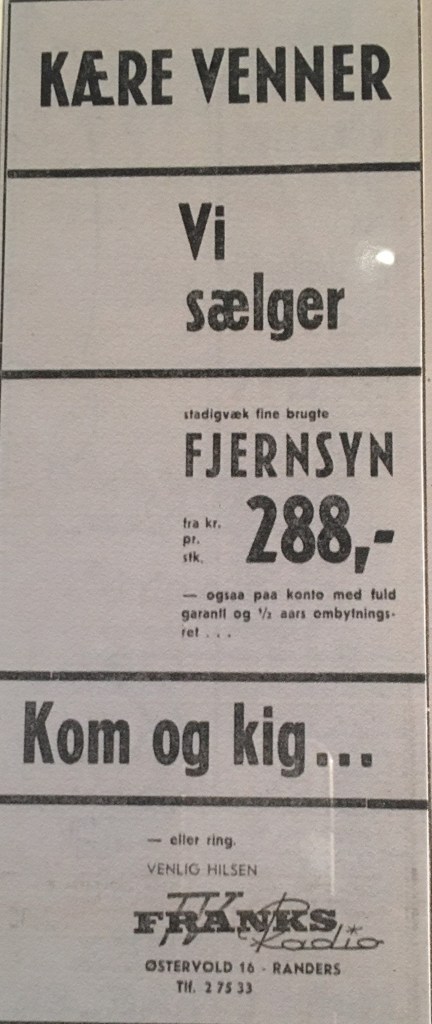 KÆRE VENNER
Vi
sælger
stadigvæk fine brugte
FJERNSYN
fra kr.
pr.
stk.
288,-
— ogsaa paa konto med fuld
garanti og ½ aars ombytnings-
ret . . .
Kom og kig...
— eller ring.
VENLIG HILSEN
FRANKS
TV & Radio
ØSTERVOLD 16 - RANDERS
Tlf. 2 75 33